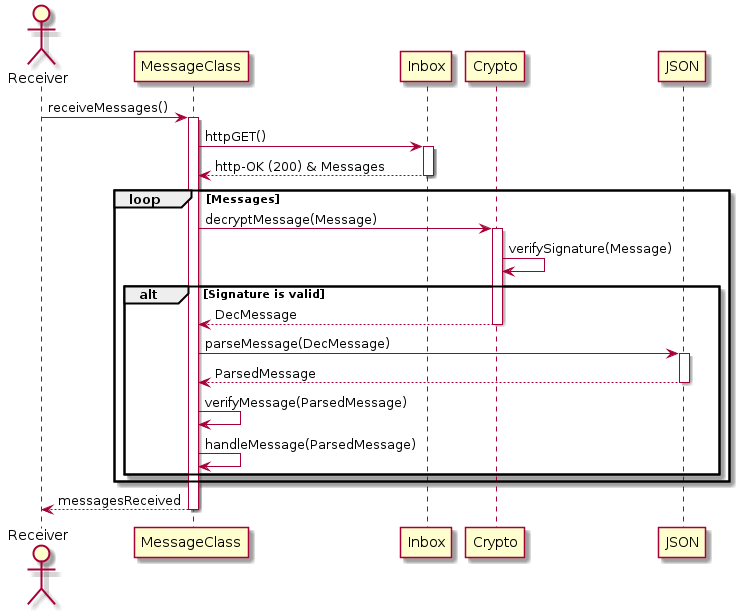 Receiver
MessageClass
Inbox
Crypto
JSON
receiveMessages()
httpGET()
http-OK (200) & Messages
loop
[Messages]
decryptMessage(Message)
verifySignature(Message)
alt
[Signature is valid]
DecMessage
parseMessage(DecMessage)
ParsedMessage
verifyMessage(ParsedMessage)
handleMessage(ParsedMessage)
messagesReceived
Receiver
MessageClass
Inbox
Crypto
JSON